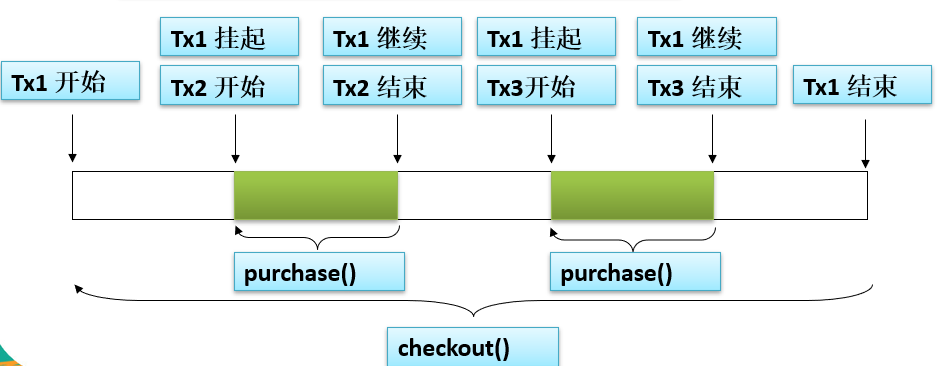 Tx1 挂起
Tx1 继续
Tx1 挂起
Tx1 继续
Tx1 开始
Tx2 开始
Tx2 结束
Tx3开始
Tx3 结束
Tx1 结束
purchase()
purchase()
checkout()